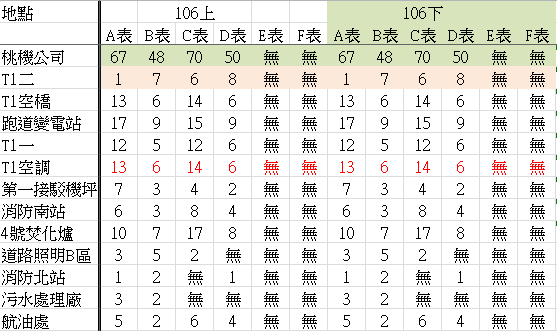 地點 106上 106下
A表 B表 C表 D表 E表 F表 A表 B表 C表 D表 E表 F表
桃機公司 67 48 70 50 無 無 67 48 70 50 無 無
T1二 1 7 6 8 無 無 1 7 6 8 無 無
T1空橋 13 6 14 6 無 無 13 6 14 6 無 無
跑道變電站 17 9 15 9 無 無 17 9 15 9 無 無
T1一 12 5 12 6 無 無 12 5 12 6 無 無
T1空調 13 6 14 6 無 無 13 6 14 6 無 無
第一接駁機坪 7 3 4 2 無 無 7 3 4 2 無 無
消防南站 6 3 8 4 無 無 6 3 8 4 無 無
4號焚化爐 10 7 17 8 無 無 10 7 17 8 無 無
道路照明B區 3 5 2 無 無 無 3 5 2 無 無 無
消防北站 1 2 無 1 無 無 1 2 無 1 無 無
污水處理廠 3 2 無 無 無 無 3 2 無 無 無 無
航油處 5 2 6 4 無 無 5 2 6 4 無 無